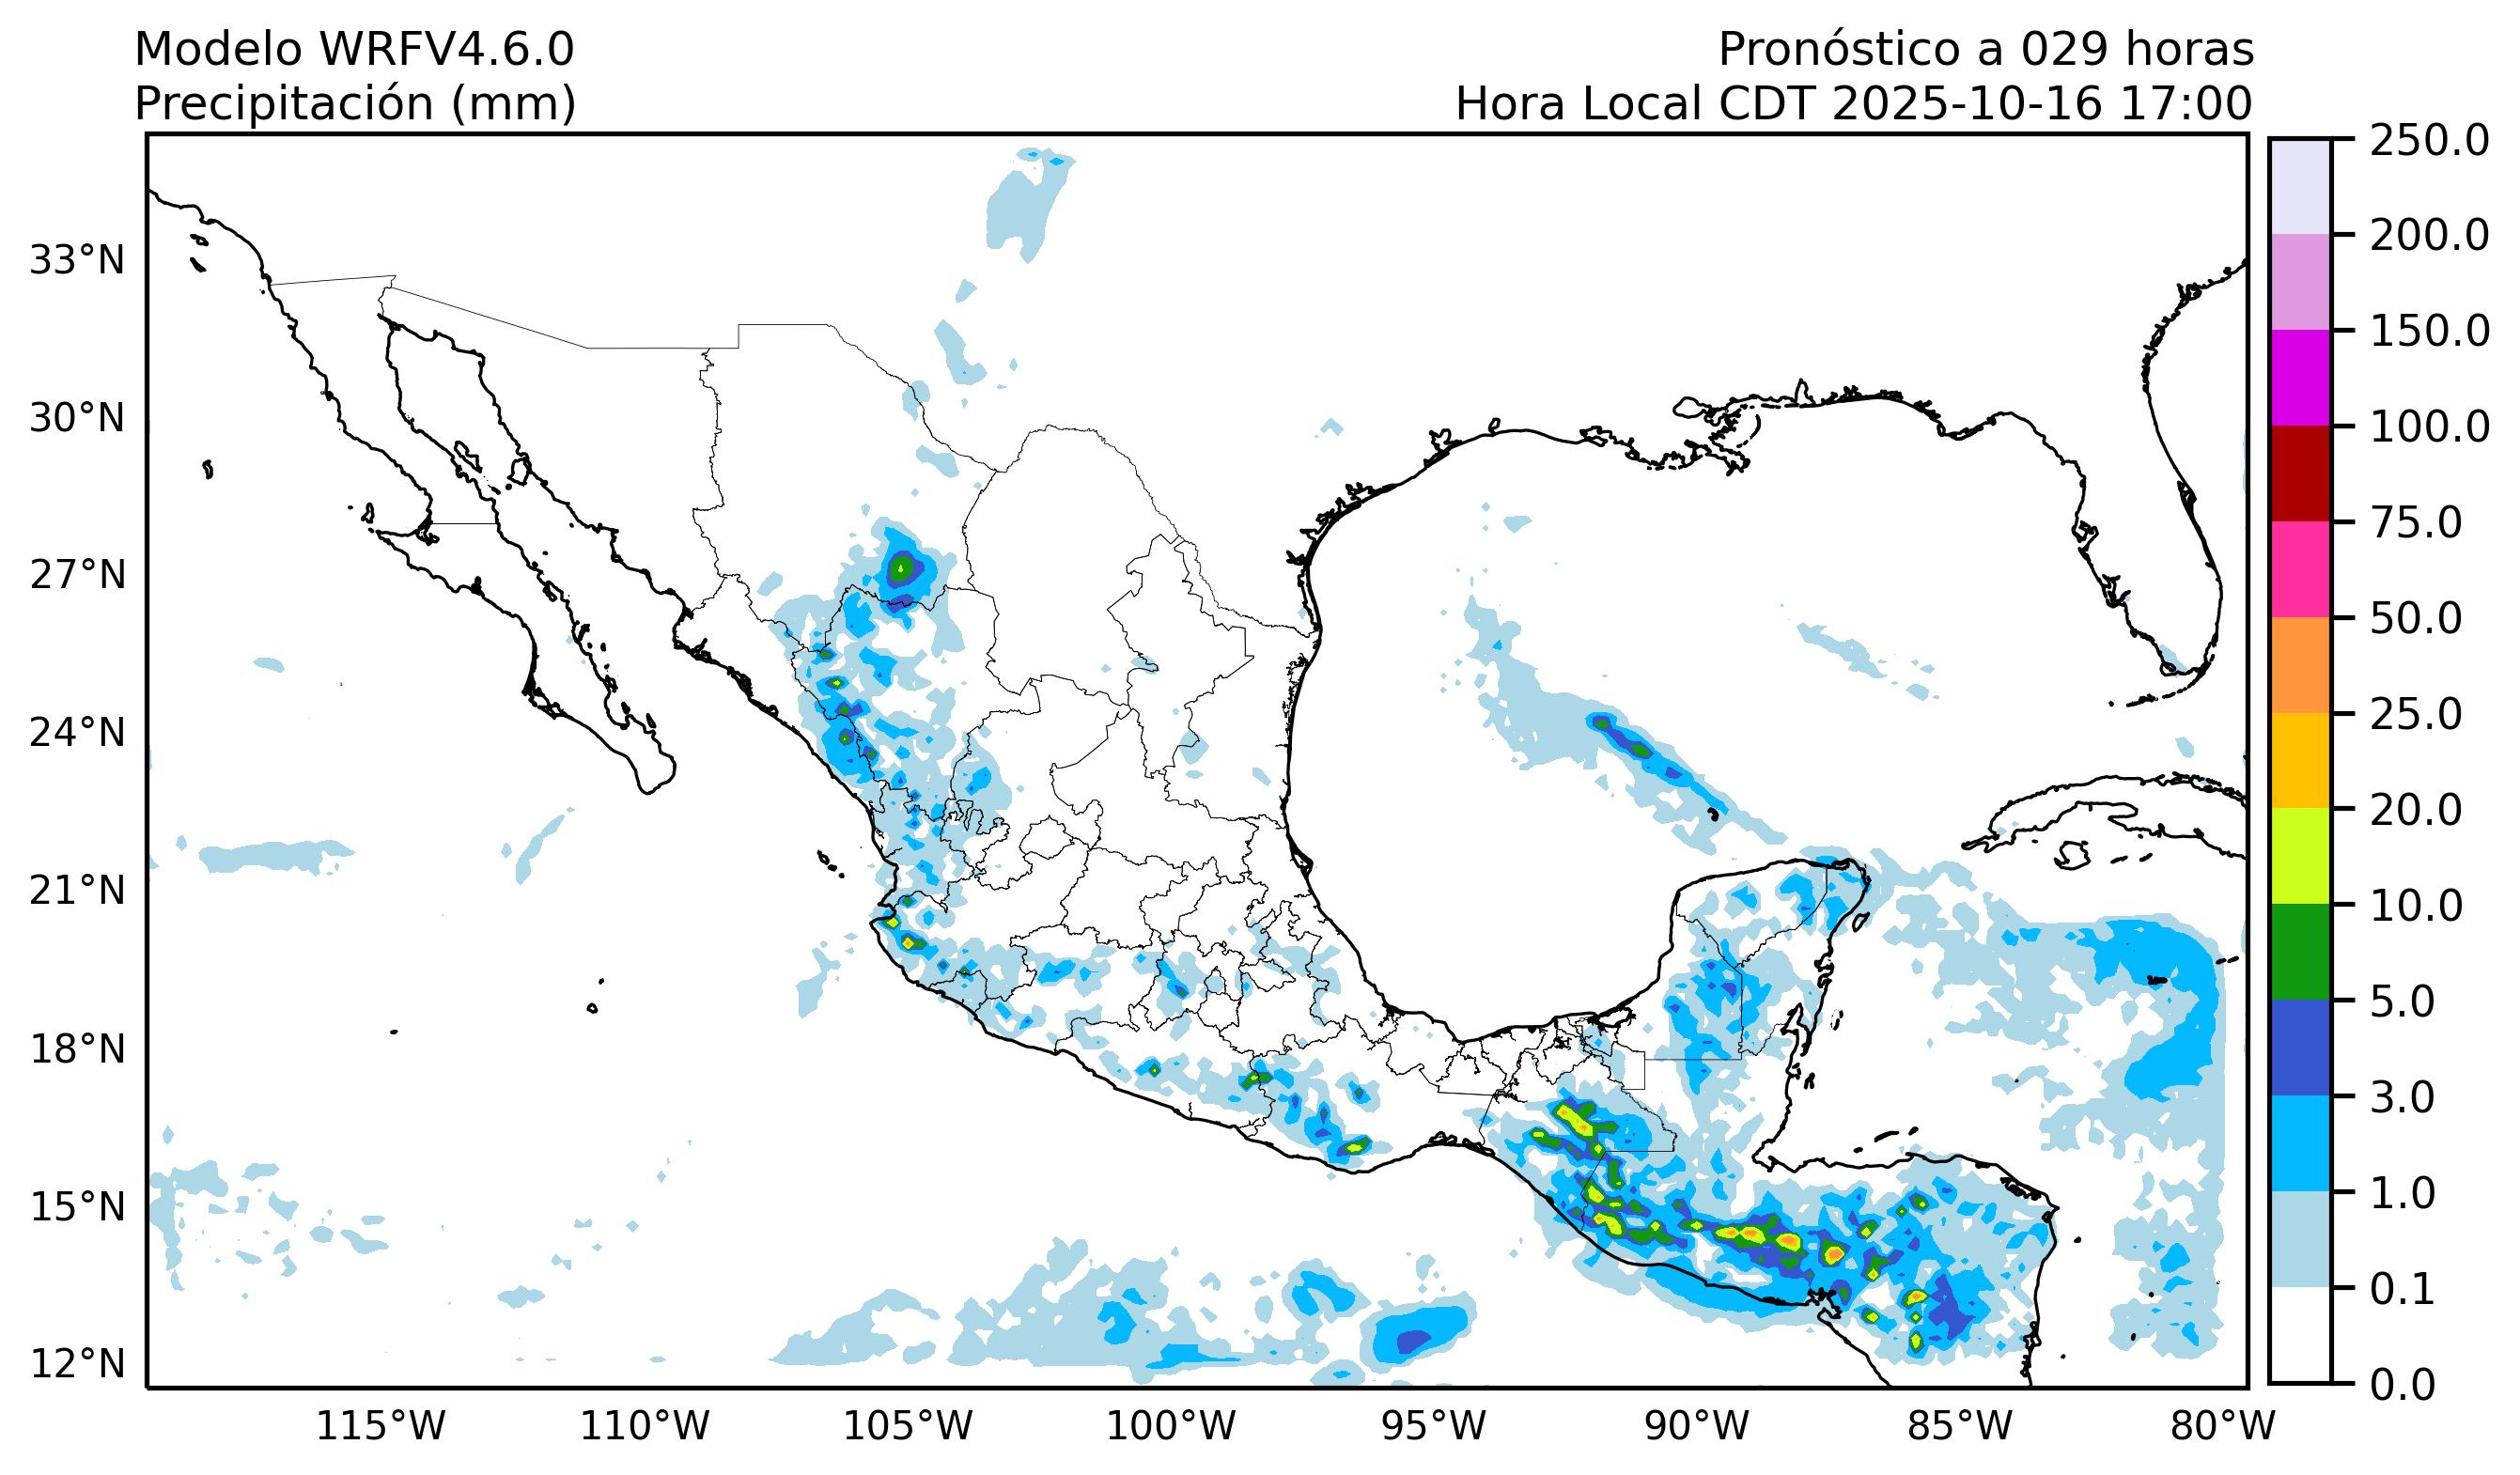 Modelo WRFV4.6.0
Precipitación (mm)
Pronóstico a 029 horas
Hora Local CDT 2025-10-16 17:00
33°N
30°N
27°N
24°N
21°N
18°N
15°N
12°N
115°W
110°W
105°W
100°W
95°W
90°W
85°W
80°W
250.0
200.0
150.0
100.0
75.0
50.0
25.0
20.0
10.0
5.0
3.0
1.0
0.1
0.0